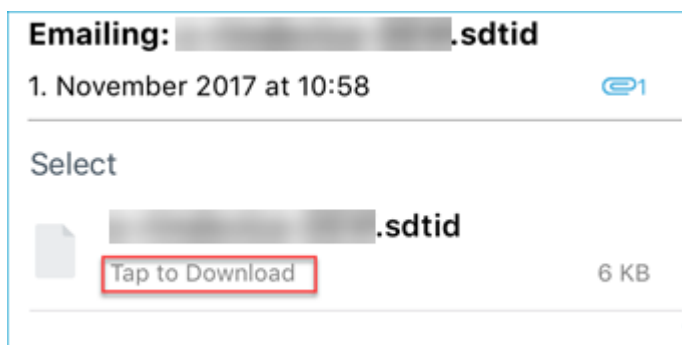 Emailing: .sdtid
1. November 2017 at 10:58 1
Select
.sdtid
Tap to Download 6 KB